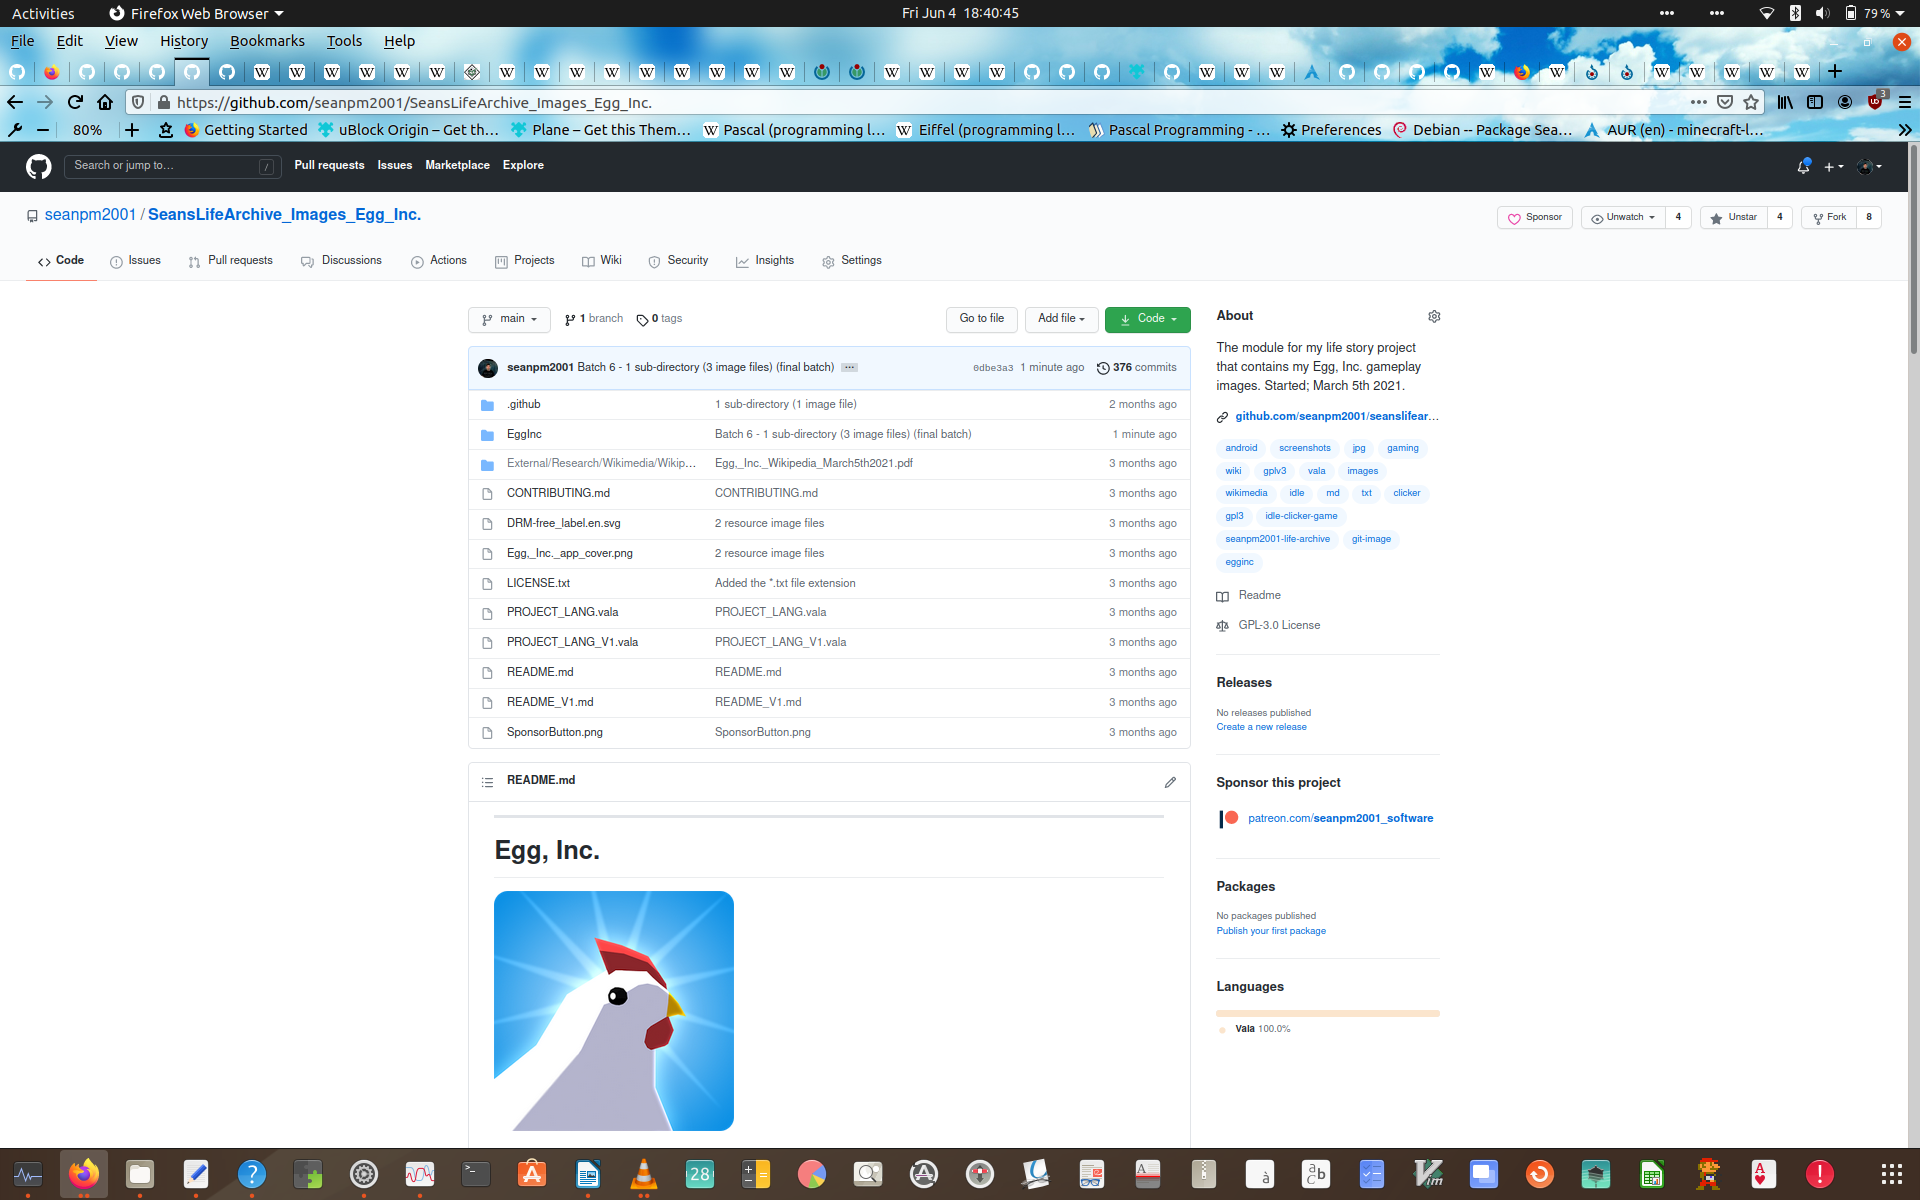 Activities Firefox Web Browser Fri Jun 4 18:40:45 79 %
File Edit View History Bookmarks Tools Help
https://github.com/seanpm2001/SeansLifeArchive_Images_Egg_Inc. 3
80% Getting Started uBlock Origin – Get th… Plane – Get this Them… Pascal (programming l… Eiffel (programming l… Pascal Programming - … Preferences Debian -- Package Sea… AUR (en) - minecraft-l…
Search or jump to… / Pull requests Issues Marketplace Explore
seanpm2001 / SeansLifeArchive_Images_Egg_Inc. Sponsor Unwatch 4 Unstar 4 Fork 8
Code Issues Pull requests Discussions Actions Projects Wiki Security Insights Settings
main 1 branch 0 tags Go to file Add file Code
seanpm2001 Batch 6 - 1 sub-directory (3 image files) (final batch) ... 0dbe3a3 1 minute ago 376 commits
.github 1 sub-directory (1 image file) 2 months ago
EggInc Batch 6 - 1 sub-directory (3 image files) (final batch) 1 minute ago
External/Research/Wikimedia/Wikip… Egg,_Inc._Wikipedia_March5th2021.pdf 3 months ago
CONTRIBUTING.md CONTRIBUTING.md 3 months ago
DRM-free_label.en.svg 2 resource image files 3 months ago
Egg,_Inc._app_cover.png 2 resource image files 3 months ago
LICENSE.txt Added the *.txt file extension 3 months ago
PROJECT_LANG.vala PROJECT_LANG.vala 3 months ago
PROJECT_LANG_V1.vala PROJECT_LANG_V1.vala 3 months ago
README.md README.md 3 months ago
README_V1.md README_V1.md 3 months ago
SponsorButton.png SponsorButton.png 3 months ago
README.md
Egg, Inc.
About
The module for my life story project
that contains my Egg, Inc. gameplay
images. Started; March 5th 2021.
github.com/seanpm2001/seanslifear…
android screenshots jpg gaming
wiki gplv3 vala images
wikimedia idle md txt clicker
gpl3 idle-clicker-game
seanpm2001-life-archive git-image
egginc
Readme
GPL-3.0 License
Releases
No releases published
Create a new release
Sponsor this project
patreon.com/seanpm2001_software
Packages
No packages published
Publish your first package
Languages
Vala 100.0%
28